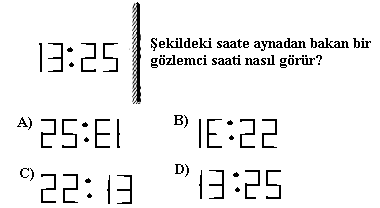 13:25
Şekildeki saate aynadan bakan bir
gözlemci saati nasıl görür?
A) 25:E1
B) 1E:22
C) 22:13
D) 13:25